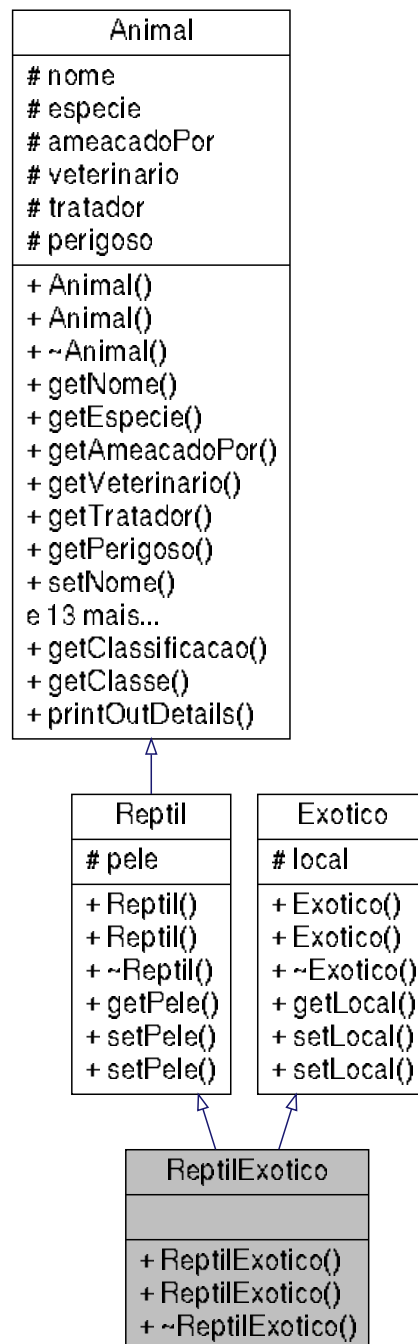 Animal
# nome
# especie
# ameacadoPor
# veterinario
# tratador
# perigoso
+ Animal()
+ Animal()
+ ~Animal()
+ getNome()
+ getEspecie()
+ getAmeacadoPor()
+ getVeterinario()
+ getTratador()
+ getPerigoso()
+ setNome()
e 13 mais...
+ getClassificacao()
+ getClasse()
+ printOutDetails()
Reptil
# pele
+ Reptil()
+ Reptil()
+ ~Reptil()
+ getPele()
+ setPele()
+ setPele()
Exotico
# local
+ Exotico()
+ Exotico()
+ ~Exotico()
+ getLocal()
+ setLocal()
+ setLocal()
ReptilExotico
+ ReptilExotico()
+ ReptilExotico()
+ ~ReptilExotico()